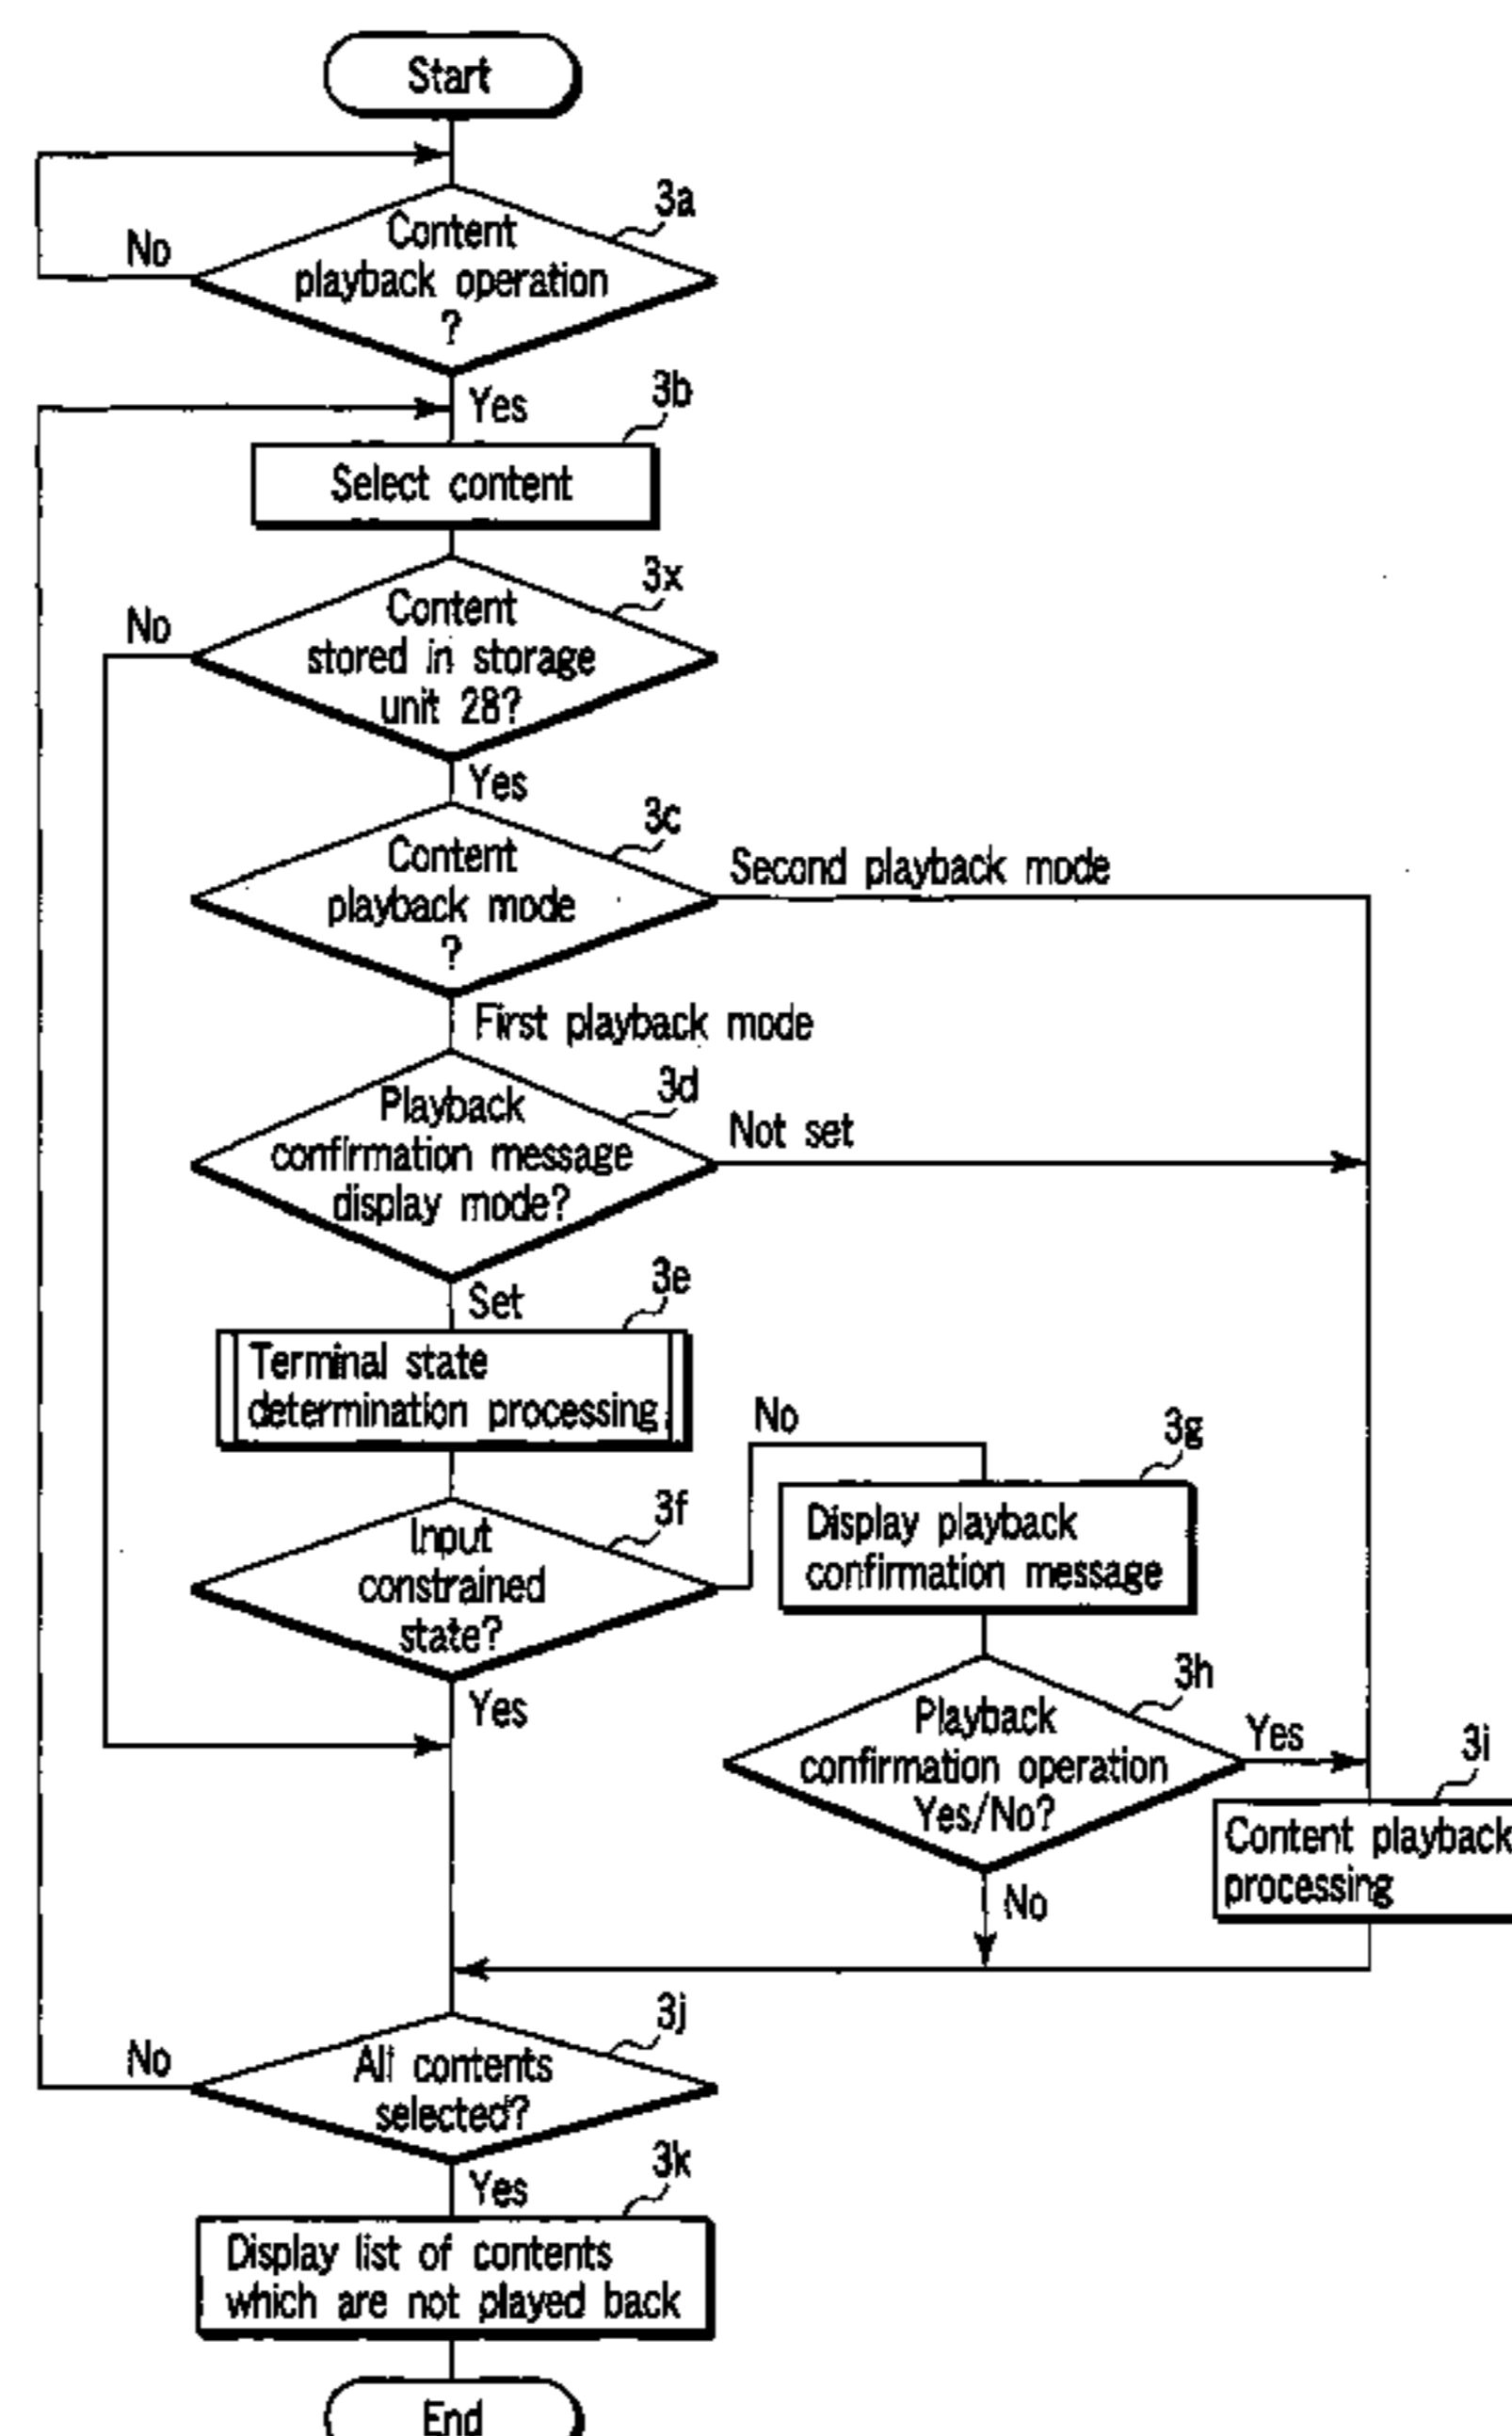 Start
3a
Content
playback operation
?
No
Yes
3b
Select content
3x
Content
stored in storage
unit 28?
No
Yes
3c
Content
playback mode
?
Second playback mode
First playback mode
3d
Playback
confirmation message
display mode?
Not set
Set
3e
Terminal state
determination processing
No
3g
Display playback
confirmation message
3f
Input
constrained
state?
Yes
3h
Playback
confirmation operation
Yes/No?
Yes
No
3i
Content playback
processing
3j
All contents
selected?
No
Yes
3k
Display list of contents
which are not played back
End